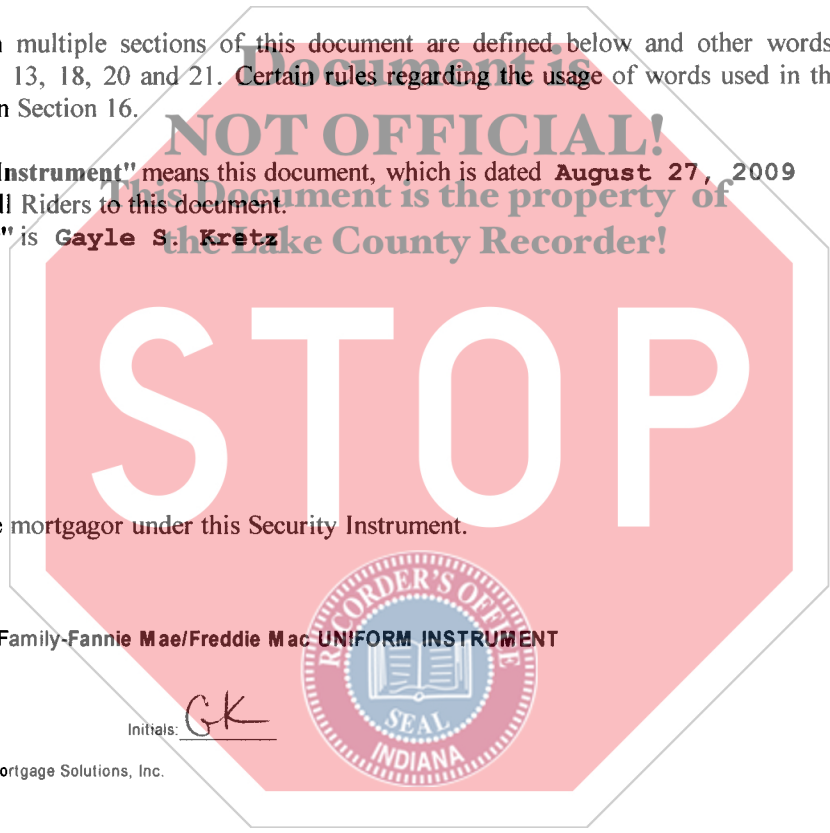 multiple sections of this document are defined below and other words
Document is
13, 18, 20 and 21. Certain rules regarding the usage of words used in th
n Section 16.
NOT OFFICIAL!
Instrument" means this document, which is dated August 27, 2009
This Document is the property of
ll Riders to this document.
" is Gayle S. Kretz
the Lake County Recorder!
STOP
e mortgagor under this Security Instrument.
RECORDER'S OFFICE
Family-Fannie Mae/Freddie Mac UNIFORM INSTRUMENT
SEAL
Initials: GK
INDIANA
ortgage Solutions, Inc.